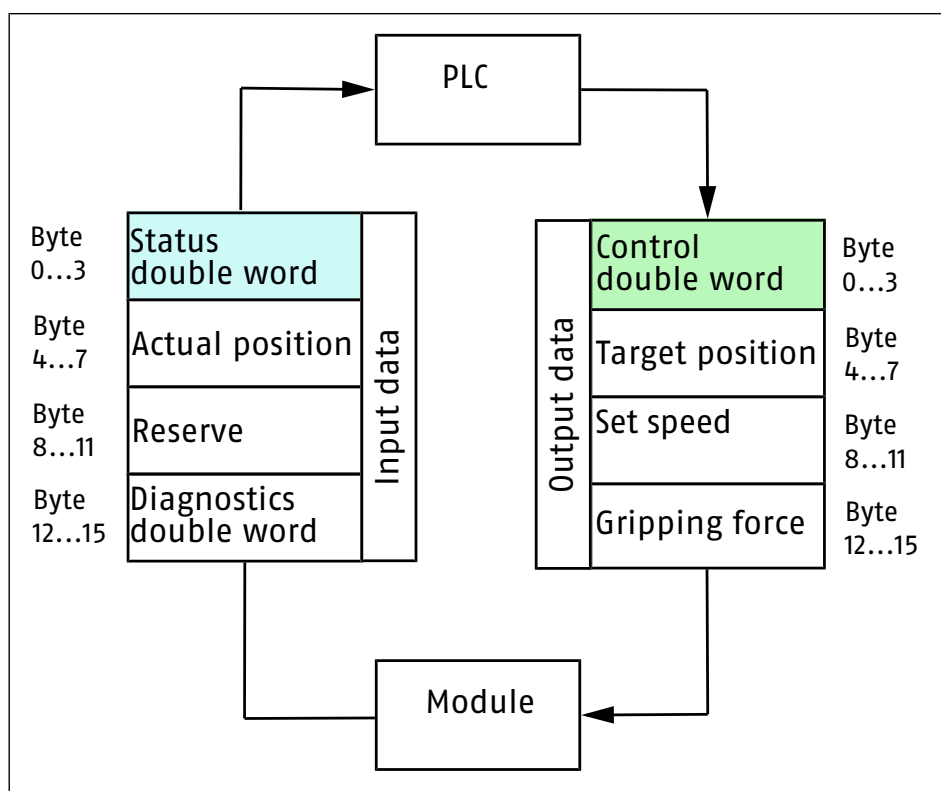 PLC
Byte
0...3
Status
double word
Byte
4...7
Actual position
Byte
8...11
Reserve
Byte
12...15
Diagnostics
double word
Input data
Output data
Control
double word
Byte
0...3
Target position
Byte
4...7
Set speed
Byte
8...11
Gripping force
Byte
12...15
Module